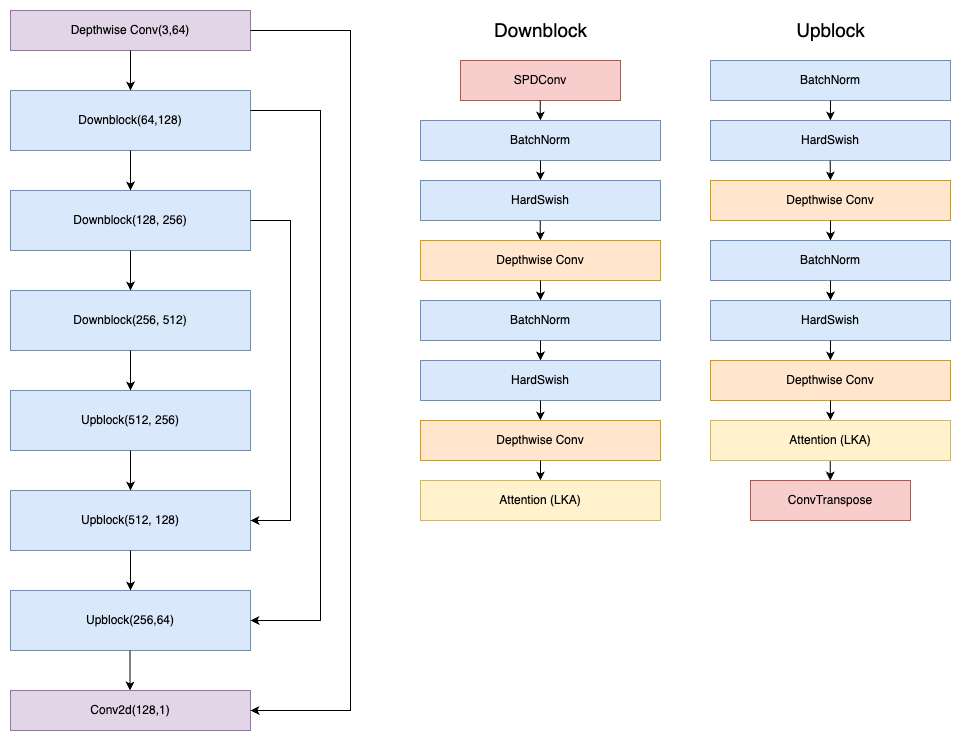 Depthwise Conv(3,64)
Downblock(64,128)
Downblock(128, 256)
Downblock(256, 512)
Upblock(512, 256)
Upblock(512, 128)
Upblock(256,64)
Conv2d(128,1)
Downblock
SPDConv
BatchNorm
HardSwish
Depthwise Conv
BatchNorm
HardSwish
Depthwise Conv
Attention (LKA)
Upblock
BatchNorm
HardSwish
Depthwise Conv
BatchNorm
HardSwish
Depthwise Conv
Attention (LKA)
ConvTranspose